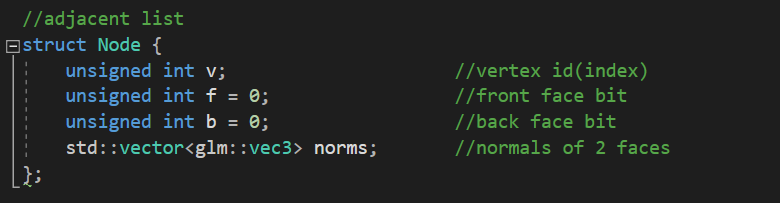 //adjacent list
struct Node {
unsigned int v; //vertex id(index)
unsigned int f = 0; //front face bit
unsigned int b = 0; //back face bit
std::vector<glm::vec3> norms; //normals of 2 faces
};